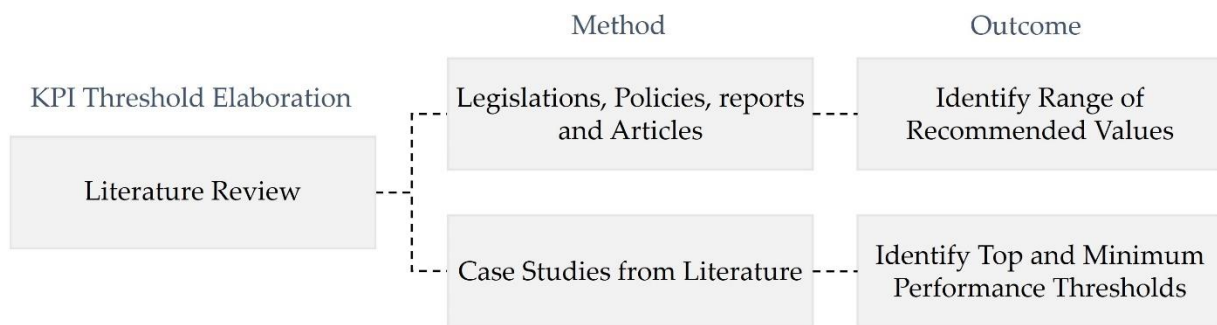 Method
Outcome
KPI Threshold Elaboration
Literature Review
Legislations, Policies, reports
and Articles
Identify Range of
Recommended Values
Case Studies from Literature
Identify Top and Minimum
Performance Thresholds